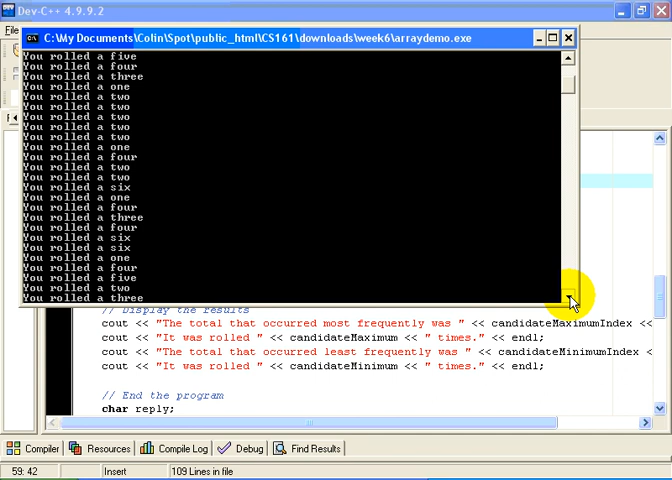 Dev-C++ 4.9.9.2
C:\My Documents\Colin\Spot\public_html\CS161\downloads\week6\arraydemo.exe
You rolled a five
You rolled a four
You rolled a three
You rolled a one
You rolled a two
You rolled a two
You rolled a two
You rolled a two
You rolled a two
You rolled a one
You rolled a four
You rolled a two
You rolled a two
You rolled a six
You rolled a one
You rolled a four
You rolled a three
You rolled a four
You rolled a six
You rolled a six
You rolled a one
You rolled a four
You rolled a five
You rolled a two
You rolled a three
// Display the results
cout << "The total that occurred most frequently was " << candidateMaximumIndex <<
cout << "It was rolled " << candidateMaximum << " times." << endl;
cout << "The total that occurred least frequently was " << candidateMinimumIndex <<
cout << "It was rolled " << candidateMinimum << " times." << endl;
// End the program
char reply;
Compiler Resources Compile Log Debug Find Results
59: 42 Insert 109 Lines in file